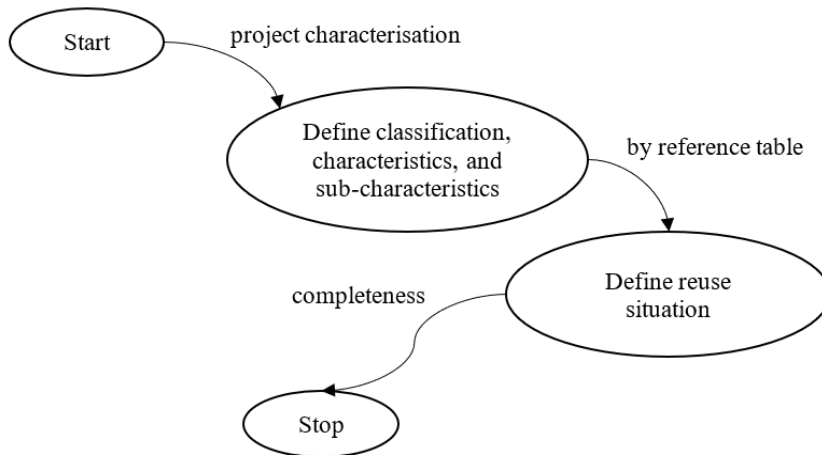 Start
project characterisation
Define classification,
characteristics, and
sub-characteristics
by reference table
Define reuse
situation
completeness
Stop